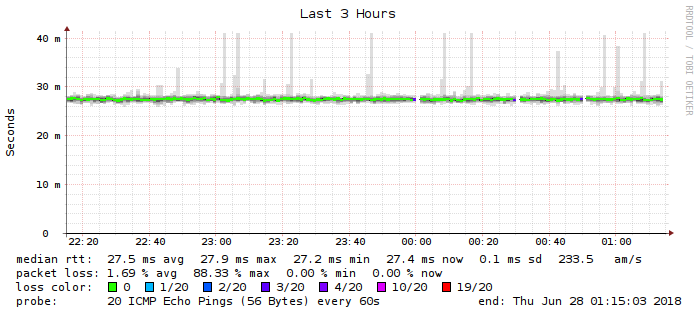 Last 3 Hours
RRDTOOL / TOBI OETIKER
Seconds
40 m
30 m
20 m
10 m
0
22:20 22:40 23:00 23:20 23:40 00:00 00:20 00:40 01:00
median rtt: 27.5 ms avg 27.9 ms max 27.2 ms min 27.4 ms now 0.1 ms sd 233.5 am/s
packet loss: 1.69 % avg 88.33 % max 0.00 % min 0.00 % now
loss color: 0 1/20 2/20 3/20 4/20 10/20 19/20
probe: 20 ICMP Echo Pings (56 Bytes) every 60s end: Thu Jun 28 01:15:03 2018